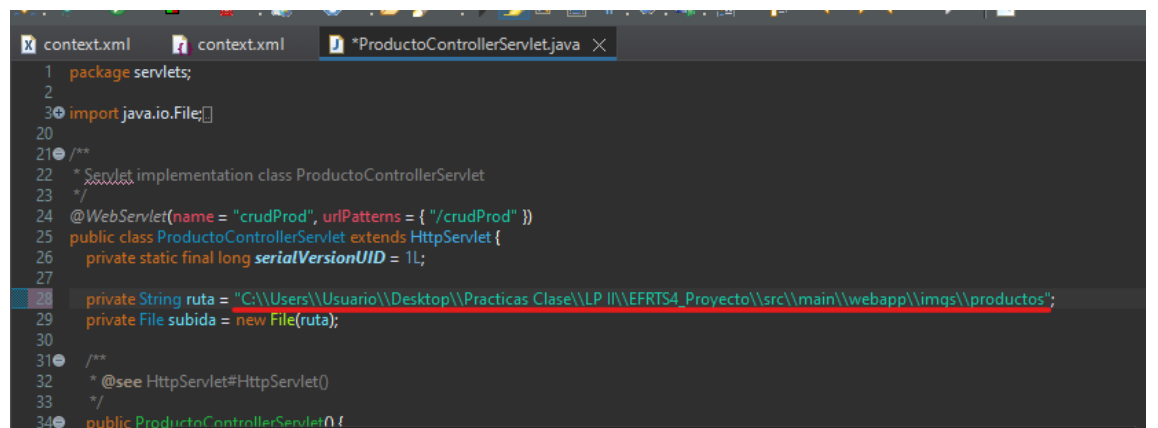 context.xml context.xml *ProductoControllerServlet.java
1 package servlets;
2
3 import java.io.File;
20
21 /**
22 * Servlet implementation class ProductoControllerServlet
23 */
24 @WebServlet(name = "crudProd", urlPatterns = { "/crudProd" })
25 public class ProductoControllerServlet extends HttpServlet {
26 private static final long serialVersionUID = 1L;
27
28 private String ruta = "C:\\Users\\Usuario\\Desktop\\Practicas Clase\\LP II\\EFRTS4_Proyecto\\src\\main\\webapp\\imgs\\productos";
29 private File subida = new File(ruta);
30
31 /**
32 * @see HttpServlet#HttpServlet()
33 */
34 public ProductoControllerServlet() {